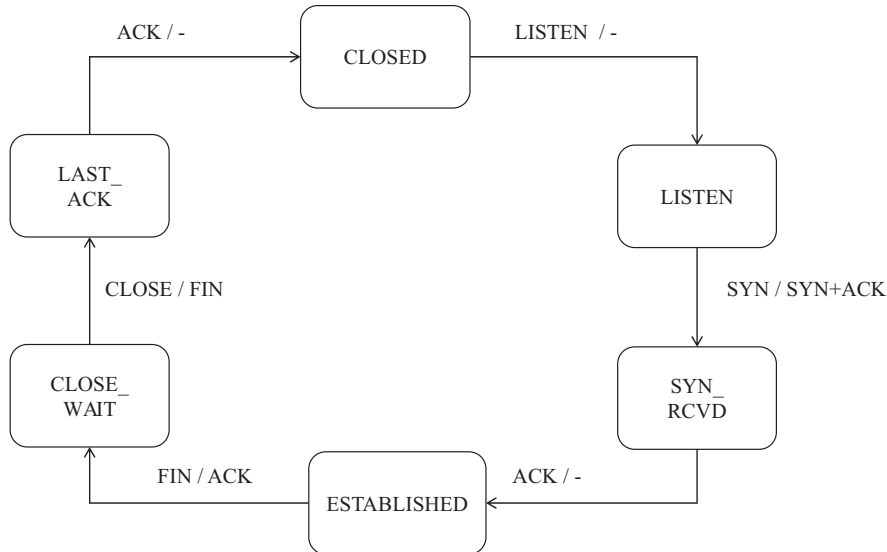 ACK / -
CLOSED
LISTEN / -
LAST_
ACK
LISTEN
CLOSE / FIN
SYN / SYN+ACK
CLOSE_
WAIT
SYN_
RCVD
FIN / ACK
ESTABLISHED
ACK / -